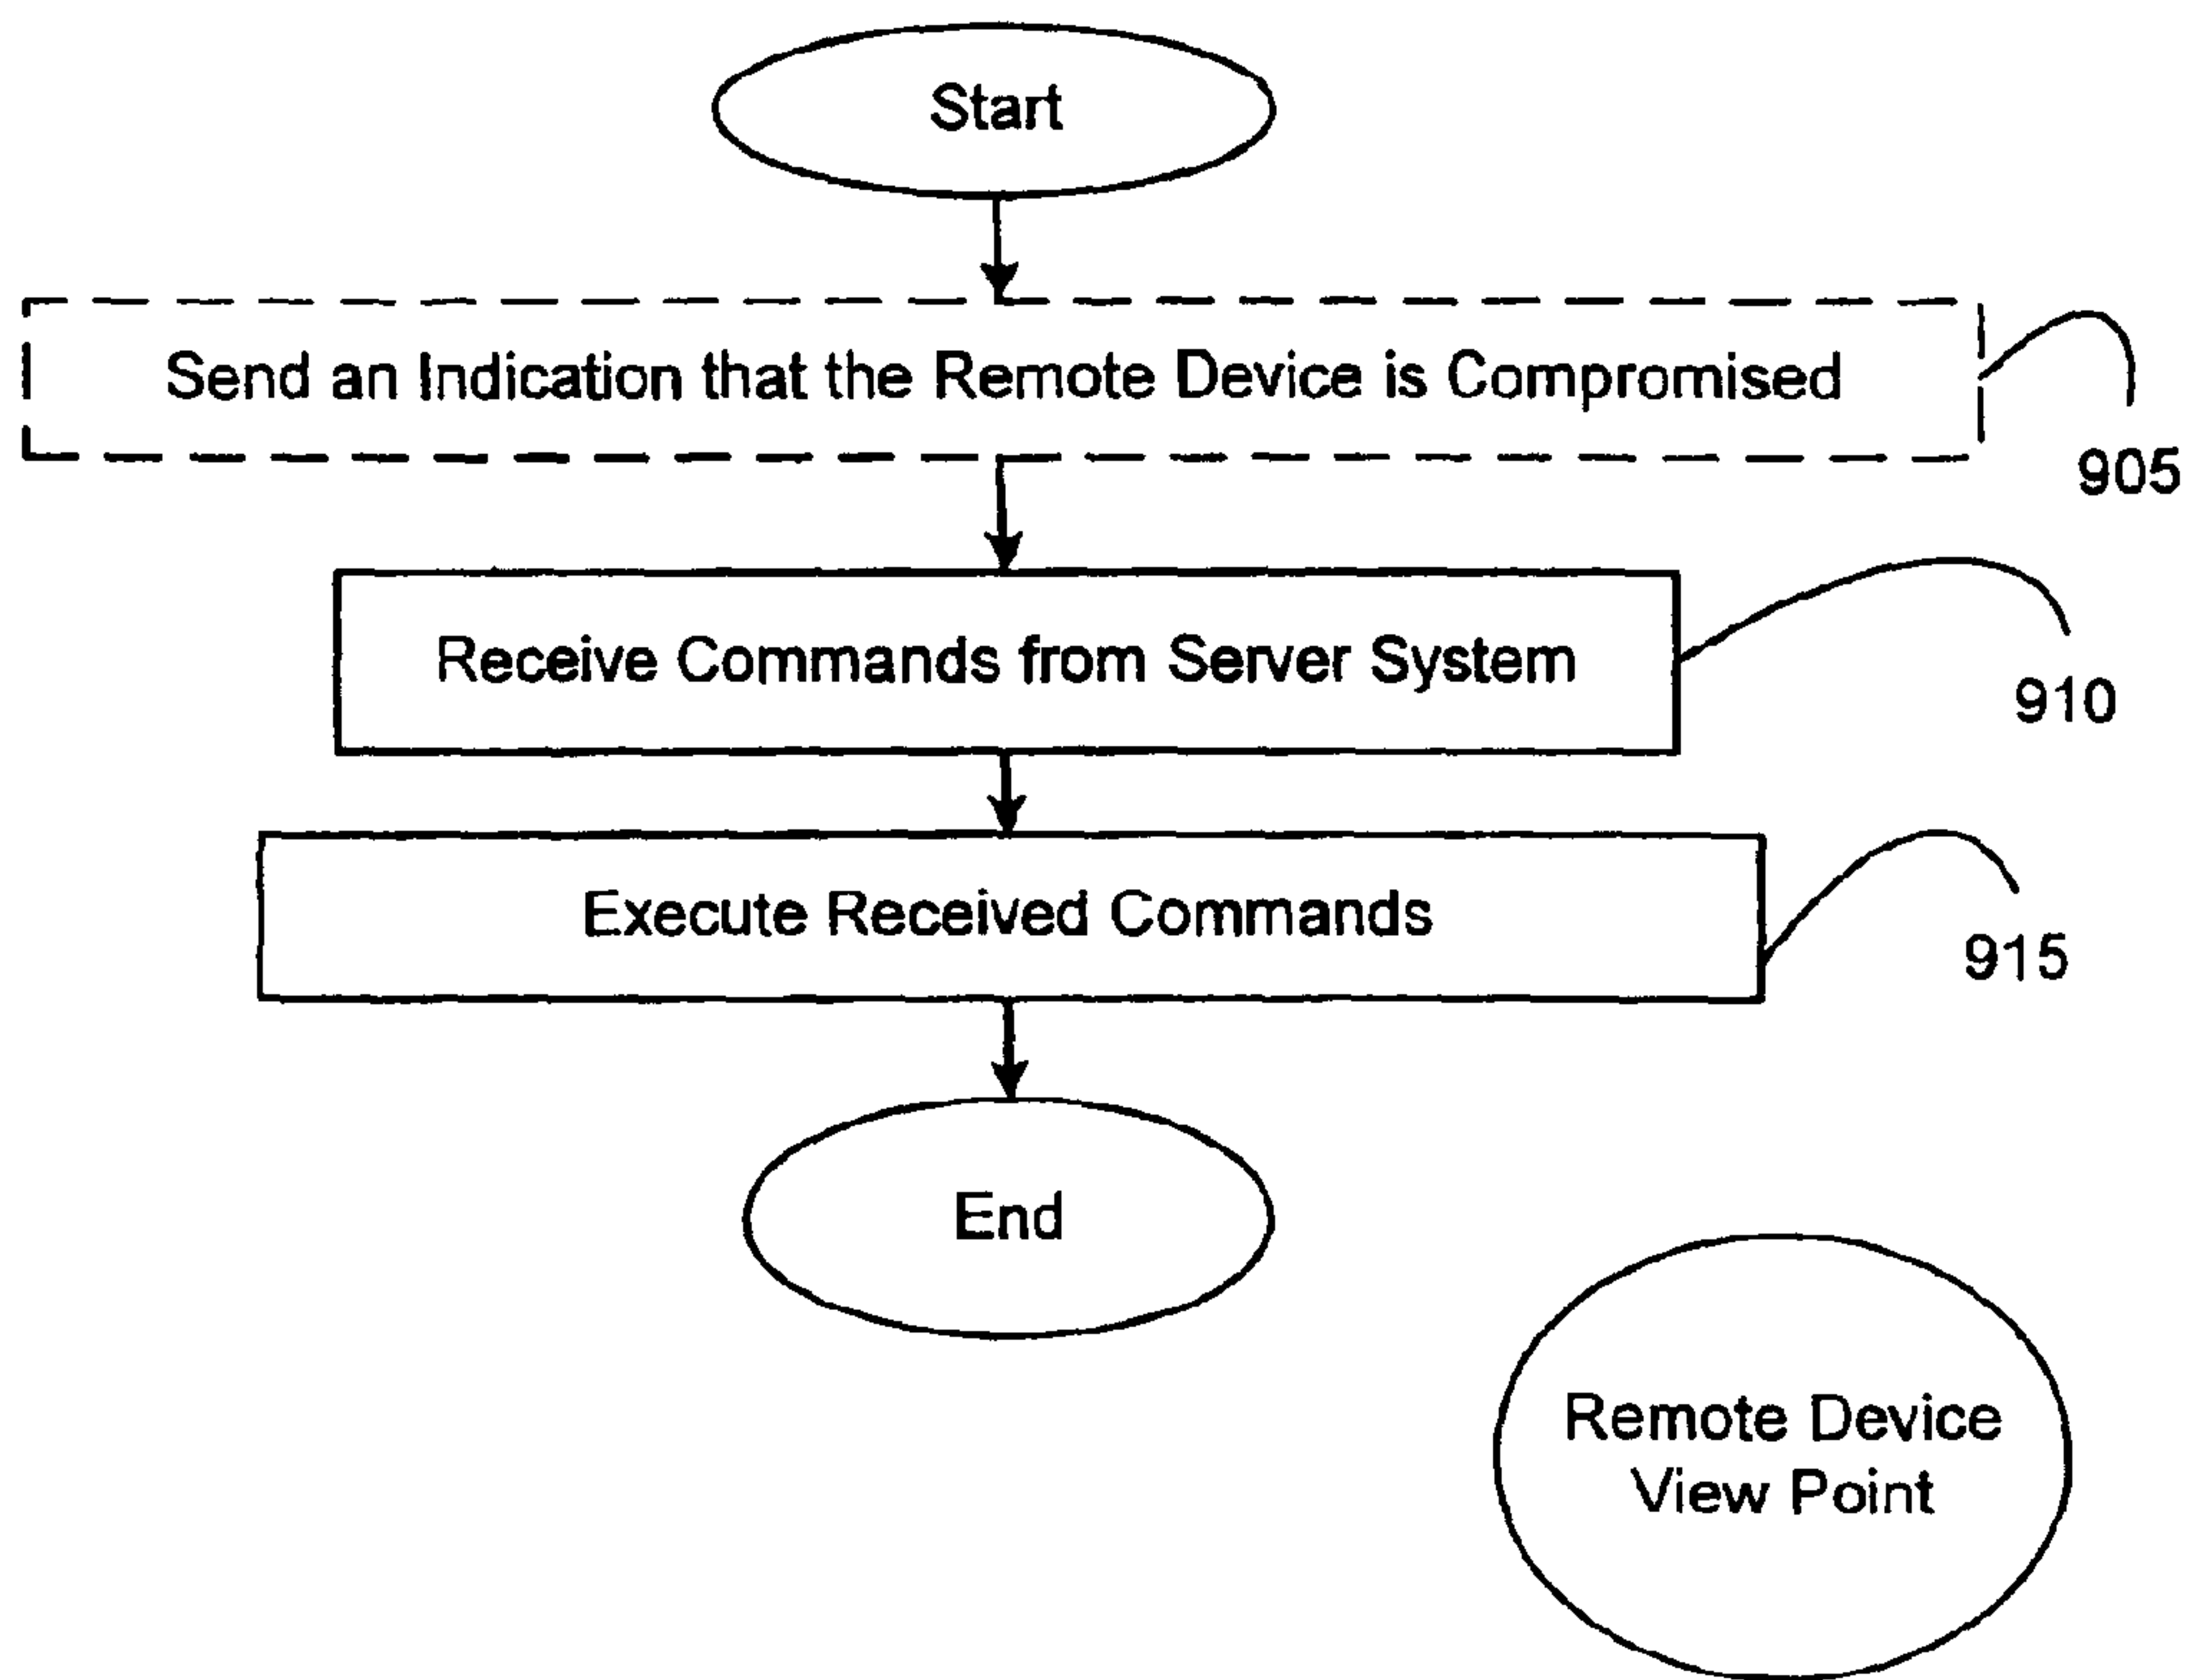 Start
Send an Indication that the Remote Device is Compromised
905
Receive Commands from Server System
910
Execute Received Commands
915
End
Remote Device
View Point